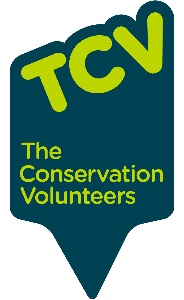 TCV
The
Conservation
Volunteers